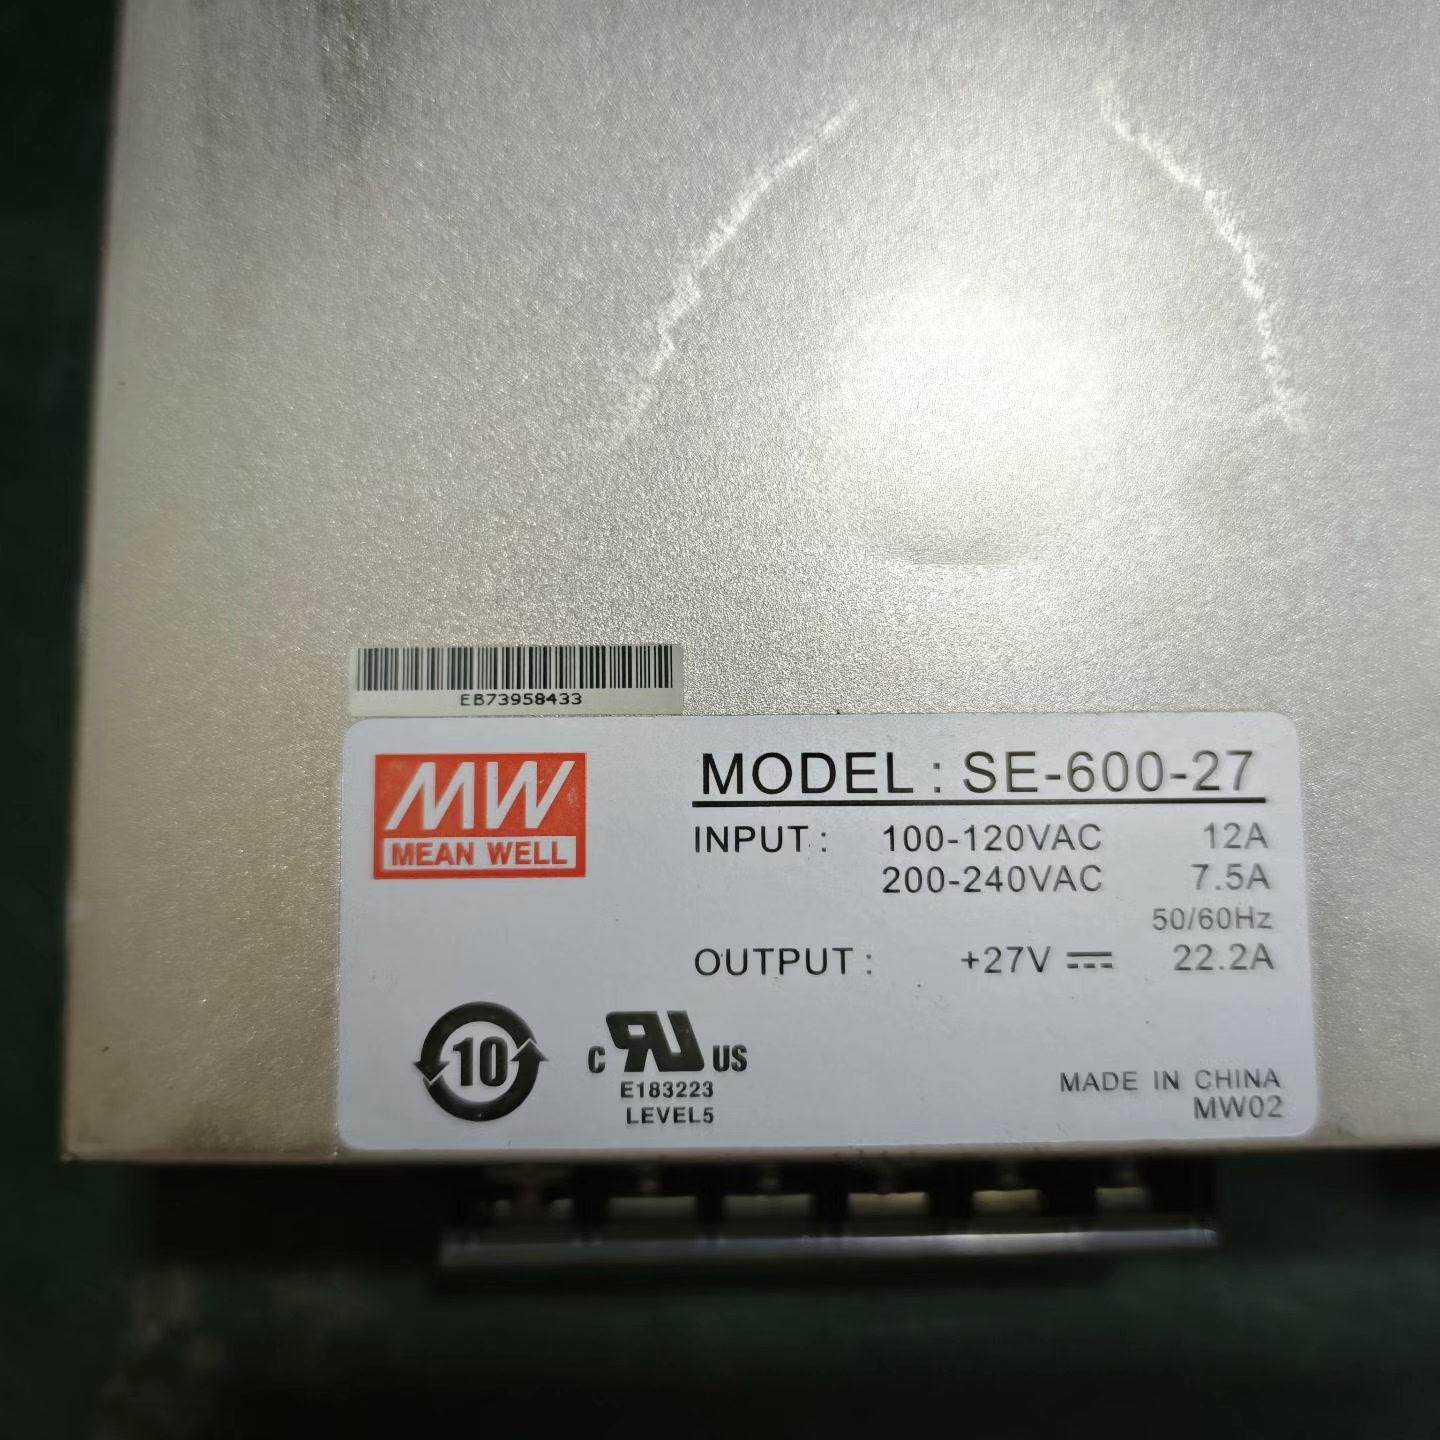 EB73958433
MW
MEAN WELL
MODEL : SE-600-27
INPUT : 100-120VAC 12A
200-240VAC 7.5A
50/60Hz
OUTPUT : +27V 22.2A
10
C RU US
E183223
LEVEL5
MADE IN CHINA
MW02